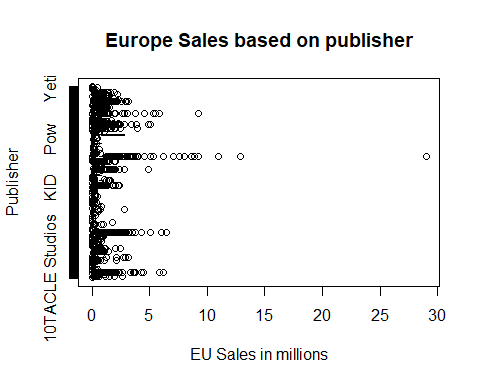 Europe Sales based on publisher
Publisher
Yeti
Pow
KID
10TACLE Studios
0 5 10 15 20 25 30
EU Sales in millions